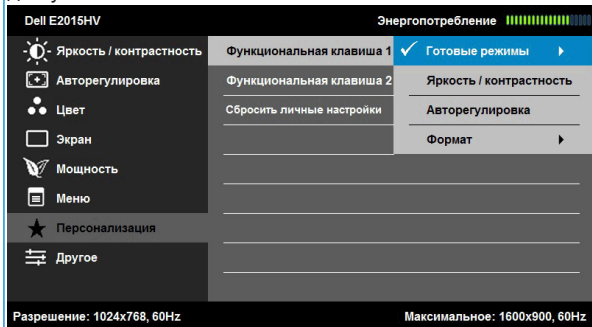 Dell E2015HV
Энергопотребление
Яркость / контрастность
Функциональная клавиша 1
Готовые режимы
Авторегулировка
Функциональная клавиша 2
Яркость / контрастность
Цвет
Сбросить личные настройки
Авторегулировка
Экран
Формат
Мощность
Меню
Персонализация
Другое
Разрешение: 1024x768, 60Hz
Максимальное: 1600x900, 60Hz